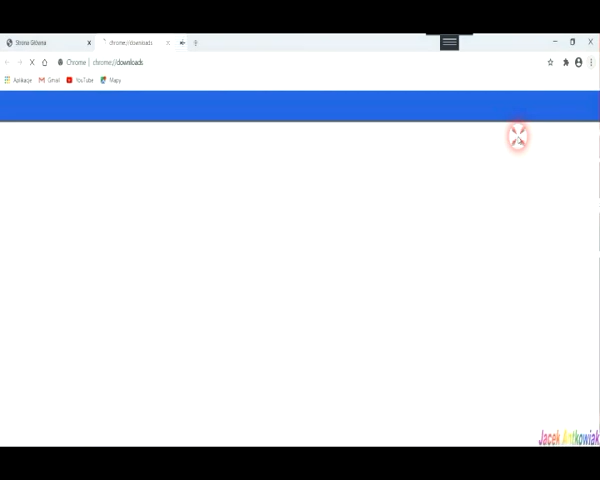 Strona Główna
chrome://downloads
Chrome | chrome://downloads
Aplikacje Gmail YouTube Mapy
Jacek Antkowiak